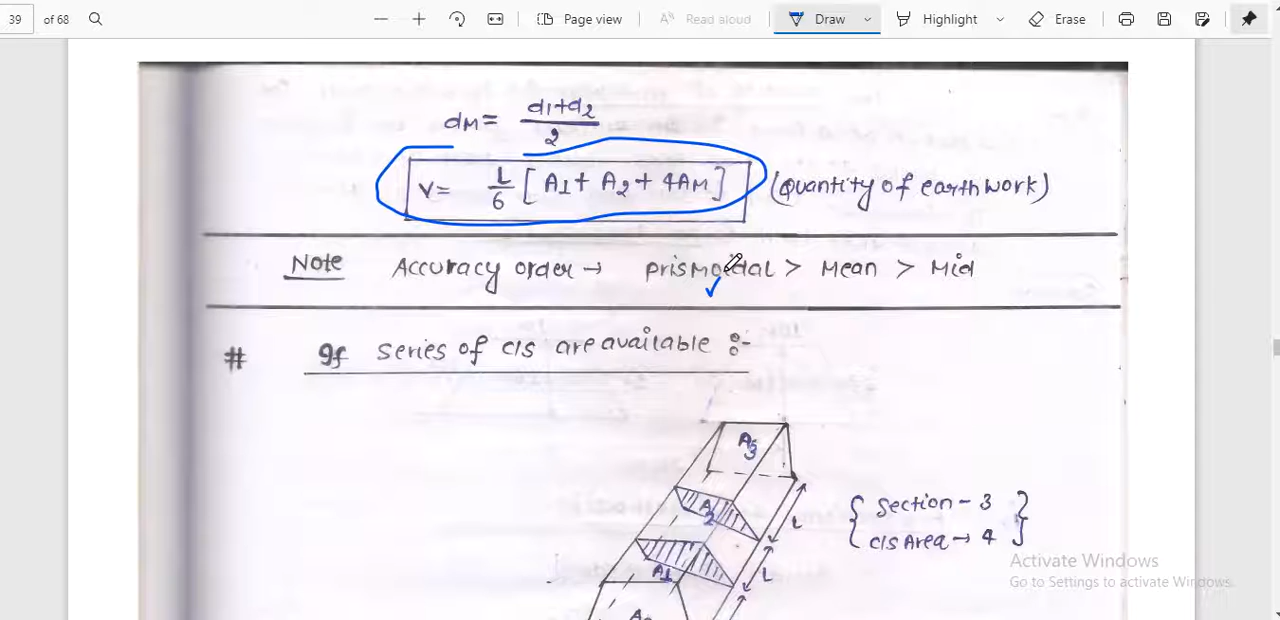 39 of 68 Page view Read aloud Draw Highlight Erase
dM = d1+d2
2
V = L/6 [A1 + A2 + 4AM] (Quantity of earthwork)
Note Accuracy order → prismoidal > Mean > Mid
# If series of c/s are available :-
A3
A2
L
{ Section - 3 }
{ c/s Area → 4 }
A1
L
A0
Activate Windows
Go to Settings to activate Windows.